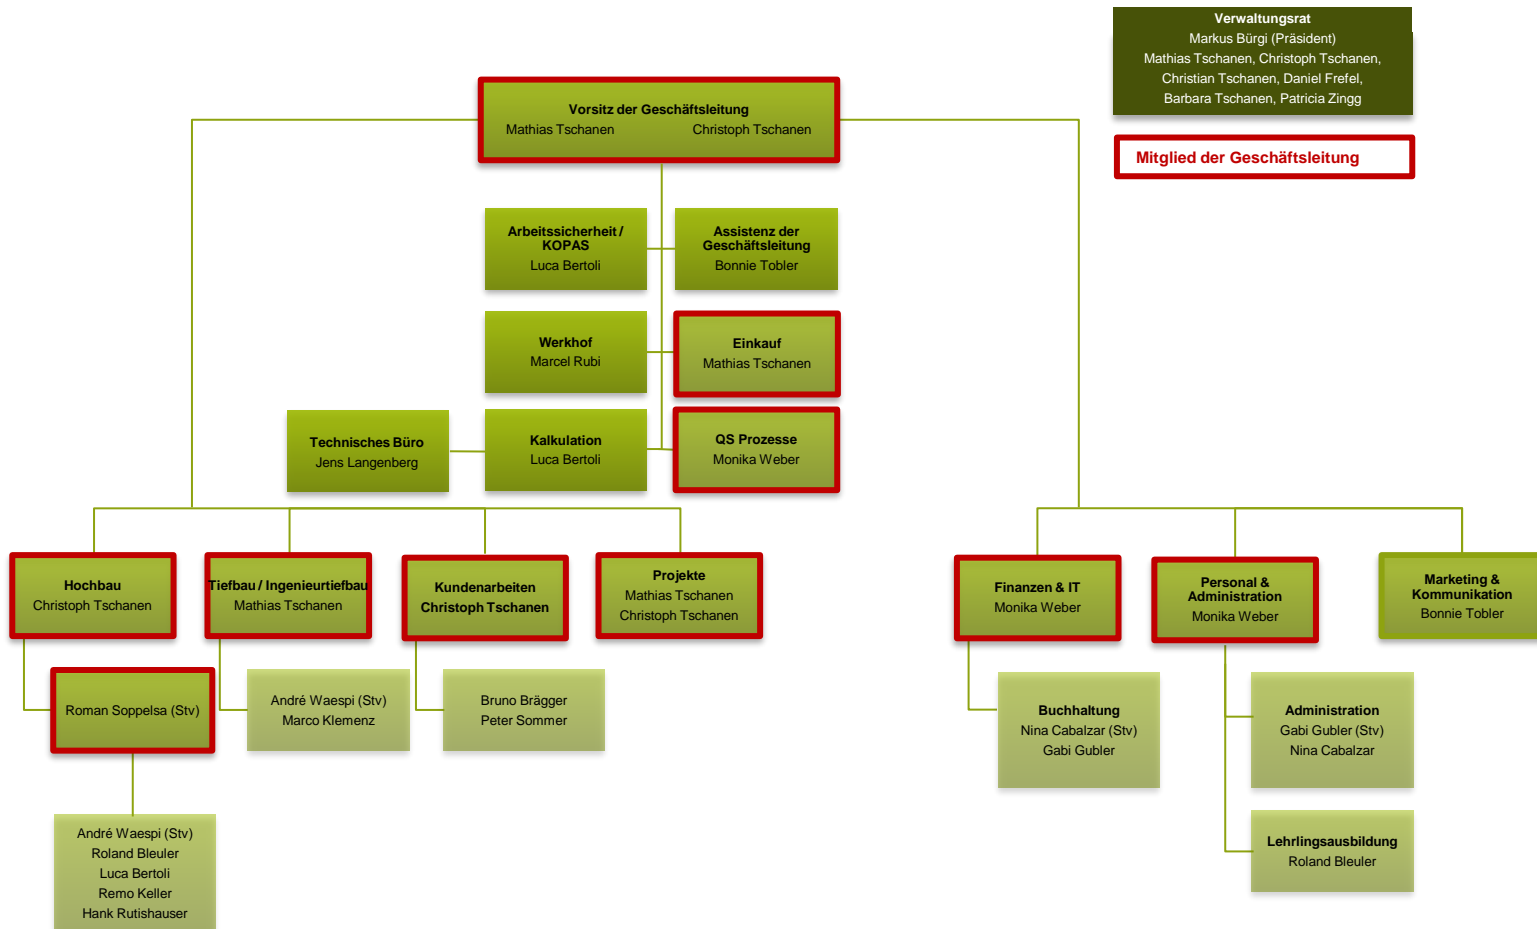 Verwaltungsrat
Markus Bürgi (Präsident)
Mathias Tschanen, Christoph Tschanen,
Christian Tschanen, Daniel Frefel,
Barbara Tschanen, Patricia Zingg
Mitglied der Geschäftsleitung
Vorsitz der Geschäftsleitung
Mathias Tschanen Christoph Tschanen
Arbeitssicherheit /
KOPAS
Luca Bertoli
Assistenz der
Geschäftsleitung
Bonnie Tobler
Werkhof
Marcel Rubi
Einkauf
Mathias Tschanen
Technisches Büro
Jens Langenberg
Kalkulation
Luca Bertoli
QS Prozesse
Monika Weber
Hochbau
Christoph Tschanen
Tiefbau / Ingenieurtiefbau
Mathias Tschanen
Kundenarbeiten
Christoph Tschanen
Projekte
Mathias Tschanen
Christoph Tschanen
Finanzen & IT
Monika Weber
Personal &
Administration
Monika Weber
Marketing &
Kommunikation
Bonnie Tobler
Roman Soppelsa (Stv)
André Waespi (Stv)
Marco Klemenz
Bruno Brägger
Peter Sommer
Buchhaltung
Nina Cabalzar (Stv)
Gabi Gubler
Administration
Gabi Gubler (Stv)
Nina Cabalzar
André Waespi (Stv)
Roland Bleuler
Luca Bertoli
Remo Keller
Hank Rutishauser
Lehrlingsausbildung
Roland Bleuler